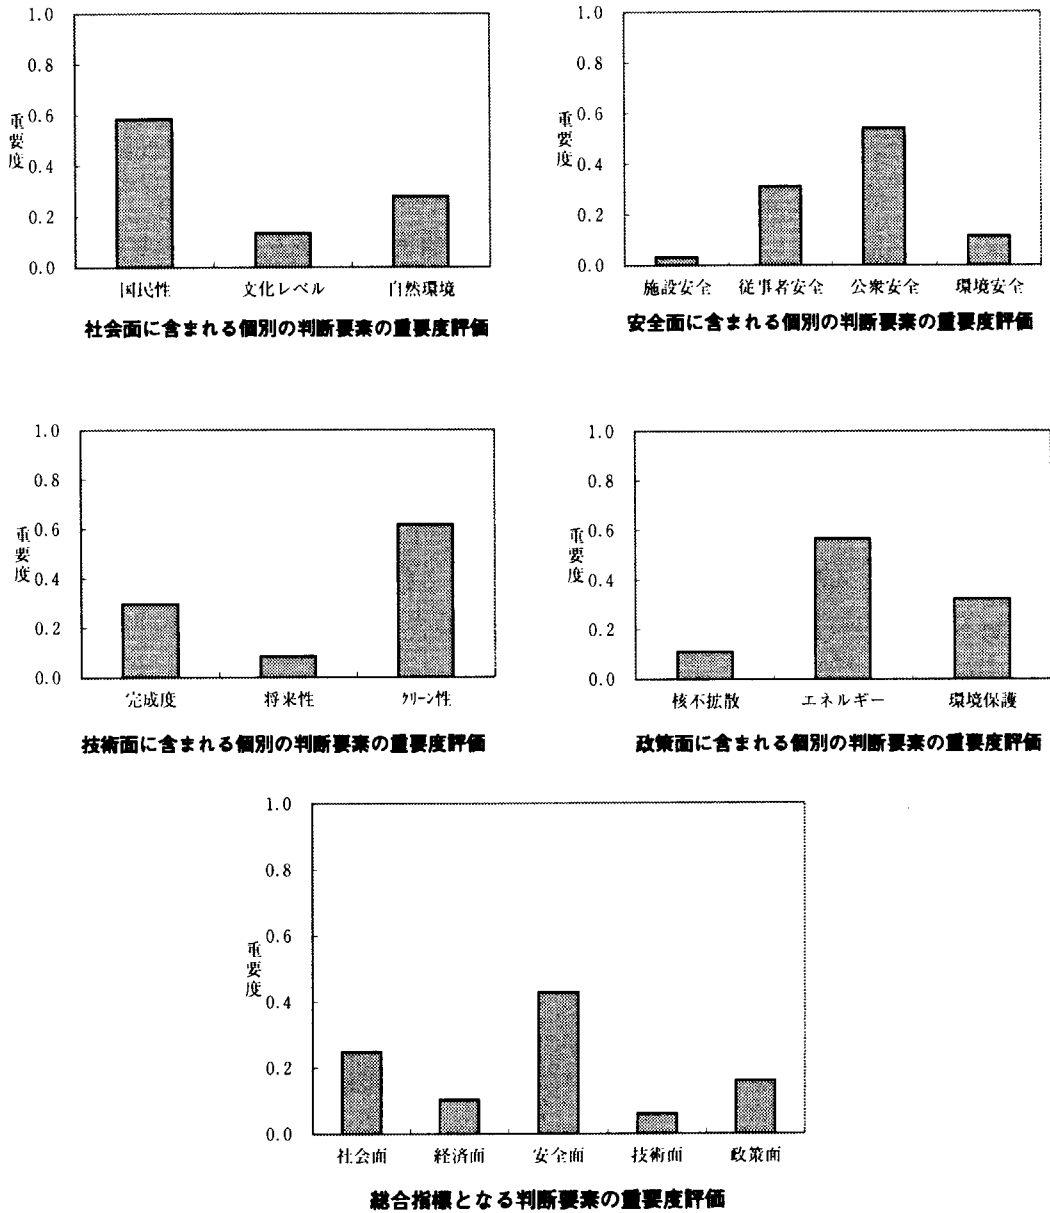 1.0
0.8
0.6
0.4
0.2
0.0
重要度
国民性 文化レベル 自然環境
社会面に含まれる個別の判断要素の重要度評価
1.0
0.8
0.6
0.4
0.2
0.0
重要度
施設安全 従事者安全 公衆安全 環境安全
安全面に含まれる個別の判断要素の重要度評価
1.0
0.8
0.6
0.4
0.2
0.0
重要度
完成度 将来性 クリーン性
技術面に含まれる個別の判断要素の重要度評価
1.0
0.8
0.6
0.4
0.2
0.0
重要度
核不拡散 エネルギー 環境保護
政策面に含まれる個別の判断要素の重要度評価
1.0
0.8
0.6
0.4
0.2
0.0
重要度
社会面 経済面 安全面 技術面 政策面
総合指標となる判断要素の重要度評価